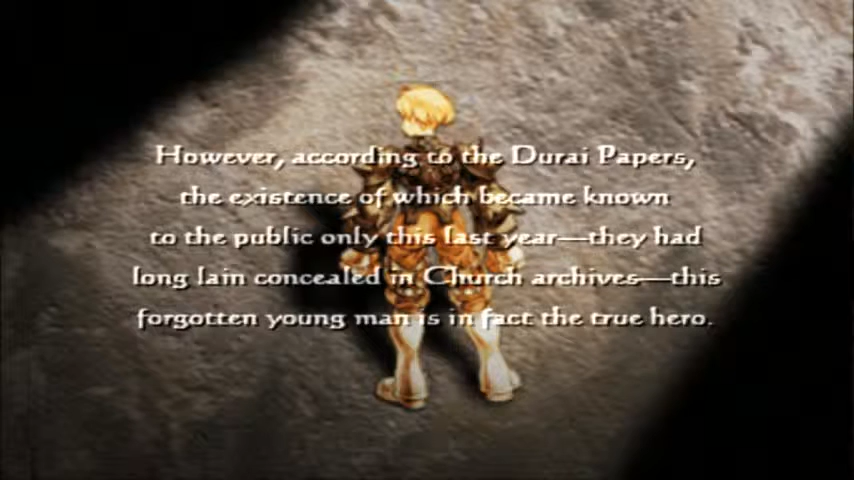 However, according to the Durai Papers,
the existence of which became known
to the public only this last year—they had
long lain concealed in Church archives—this
forgotten young man is in fact the true hero.